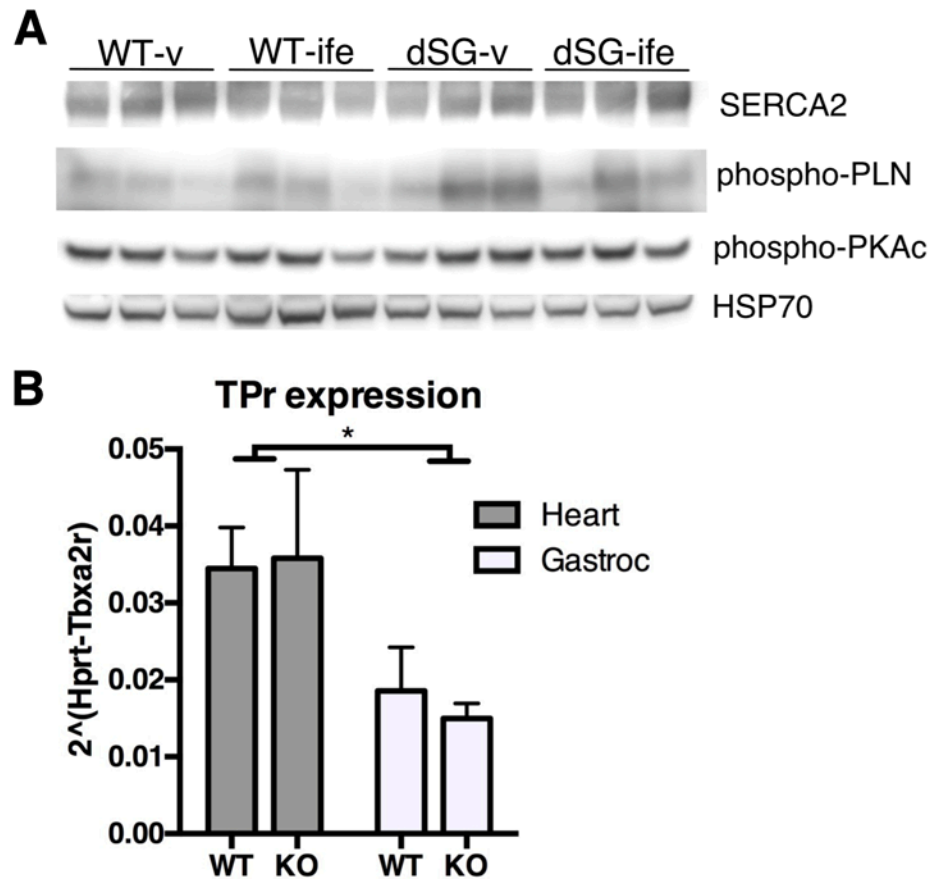 A
WT-v WT-ife dSG-v dSG-ife
SERCA2
phospho-PLN
phospho-PKAc
HSP70
B
TPr expression
*
2^(Hprt-Tbxa2r)
0.05
0.04
0.03
0.02
0.01
0.00
Heart
Gastroc
WT KO WT KO